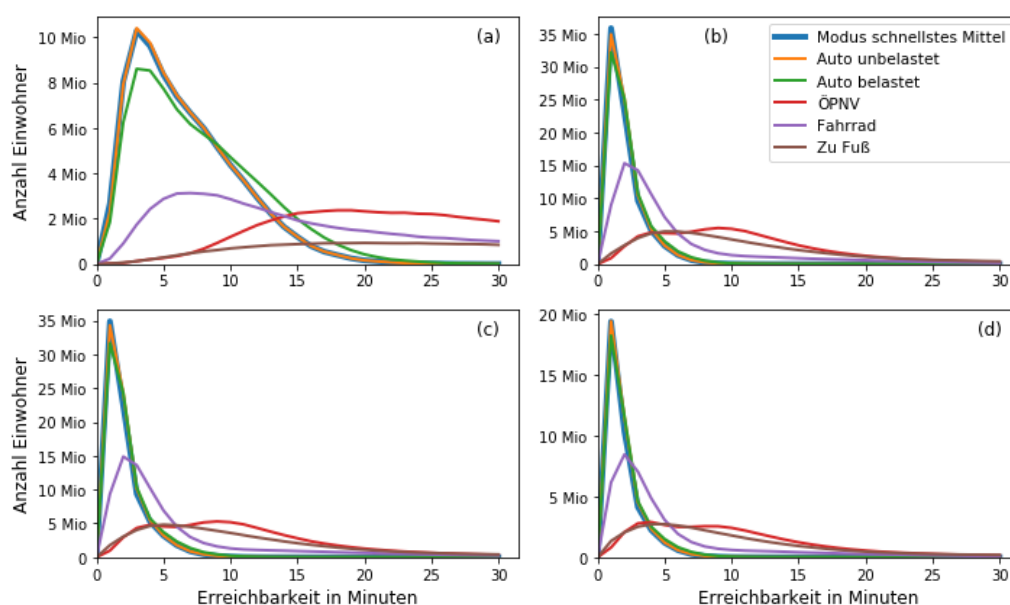 (a)
10 Mio
8 Mio
6 Mio
4 Mio
2 Mio
0
0 5 10 15 20 25 30
Anzahl Einwohner
(b)
Modus schnellstes Mittel
Auto unbelastet
Auto belastet
ÖPNV
Fahrrad
Zu Fuß
35 Mio
30 Mio
25 Mio
20 Mio
15 Mio
10 Mio
5 Mio
0
0 5 10 15 20 25 30
(c)
35 Mio
30 Mio
25 Mio
20 Mio
15 Mio
10 Mio
5 Mio
0
0 5 10 15 20 25 30
Anzahl Einwohner
Erreichbarkeit in Minuten
(d)
20 Mio
15 Mio
10 Mio
5 Mio
0
0 5 10 15 20 25 30
Erreichbarkeit in Minuten